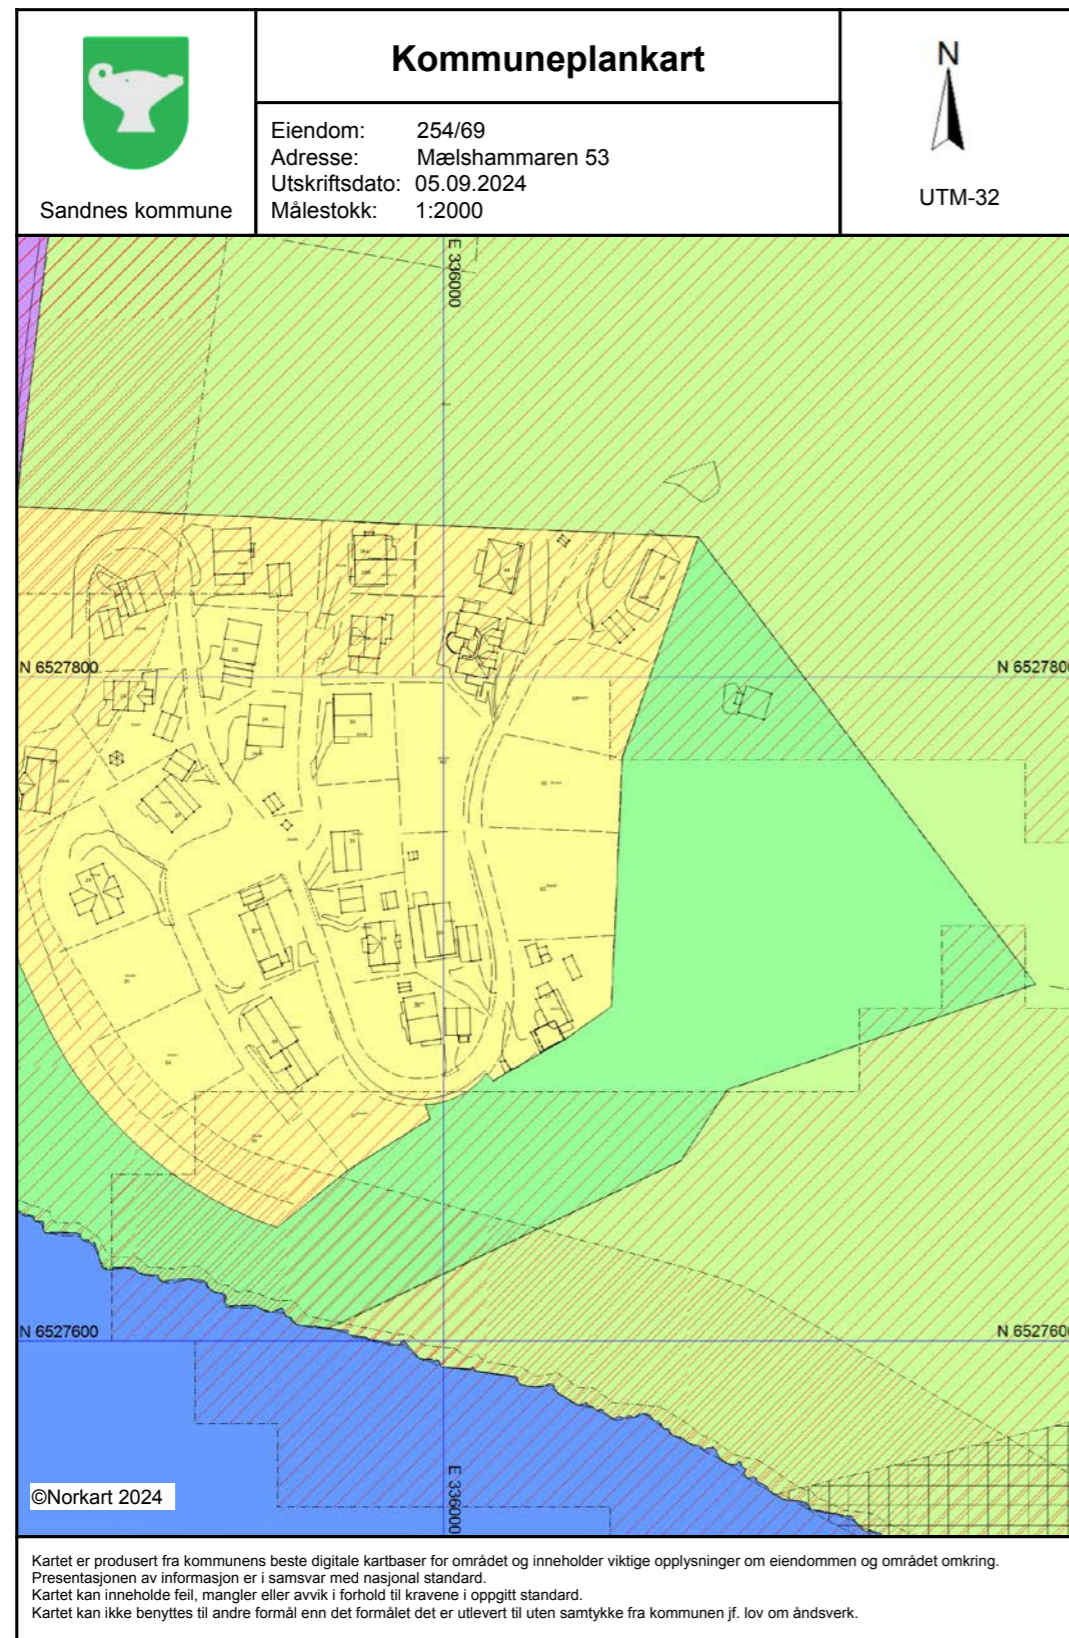 Sandnes kommune
Kommuneplankart
Eiendom: 254/69
Adresse: Mælshammaren 53
Utskriftsdato: 05.09.2024
Målestokk: 1:2000
N
UTM-32
E 336000
N 6527800
N 6527800
N 6527600
N 6527600
E 336000
©Norkart 2024
Kartet er produsert fra kommunens beste digitale kartbaser for området og inneholder viktige opplysninger om eiendommen og området omkring.
Presentasjonen av informasjon er i samsvar med nasjonal standard.
Kartet kan inneholde feil, mangler eller avvik i forhold til kravene i oppgitt standard.
Kartet kan ikke benyttes til andre formål enn det formålet det er utlevert til uten samtykke fra kommunen jf. lov om åndsverk.